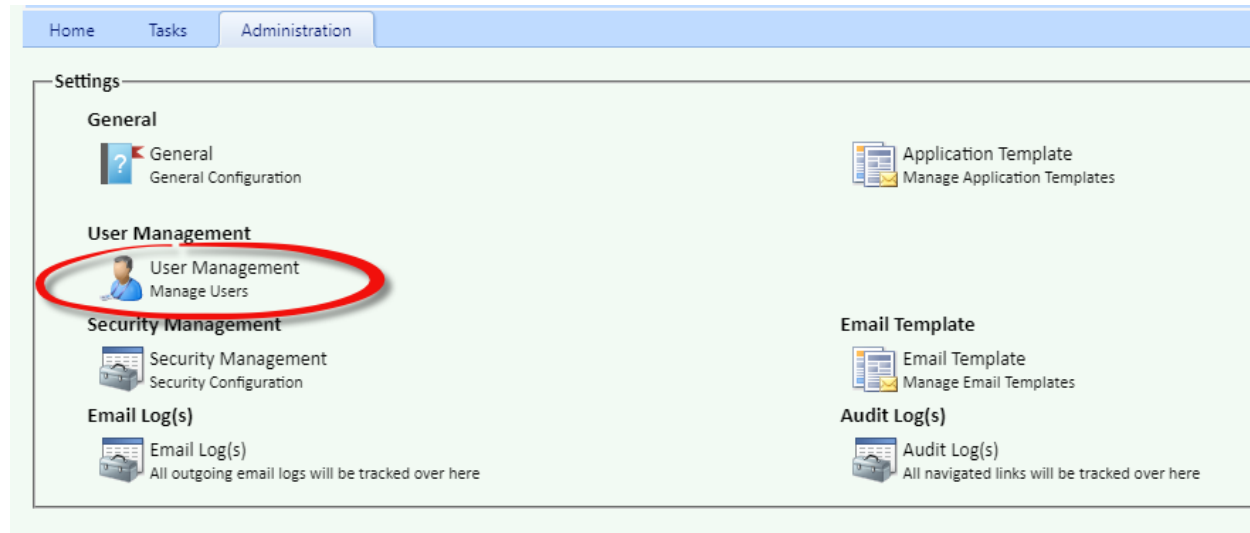 Home Tasks Administration
Settings
General
General
General Configuration
Application Template
Manage Application Templates
User Management
User Management
Manage Users
Security Management
Security Management
Security Configuration
Email Template
Email Template
Manage Email Templates
Email Log(s)
Email Log(s)
All outgoing email logs will be tracked over here
Audit Log(s)
Audit Log(s)
All navigated links will be tracked over here